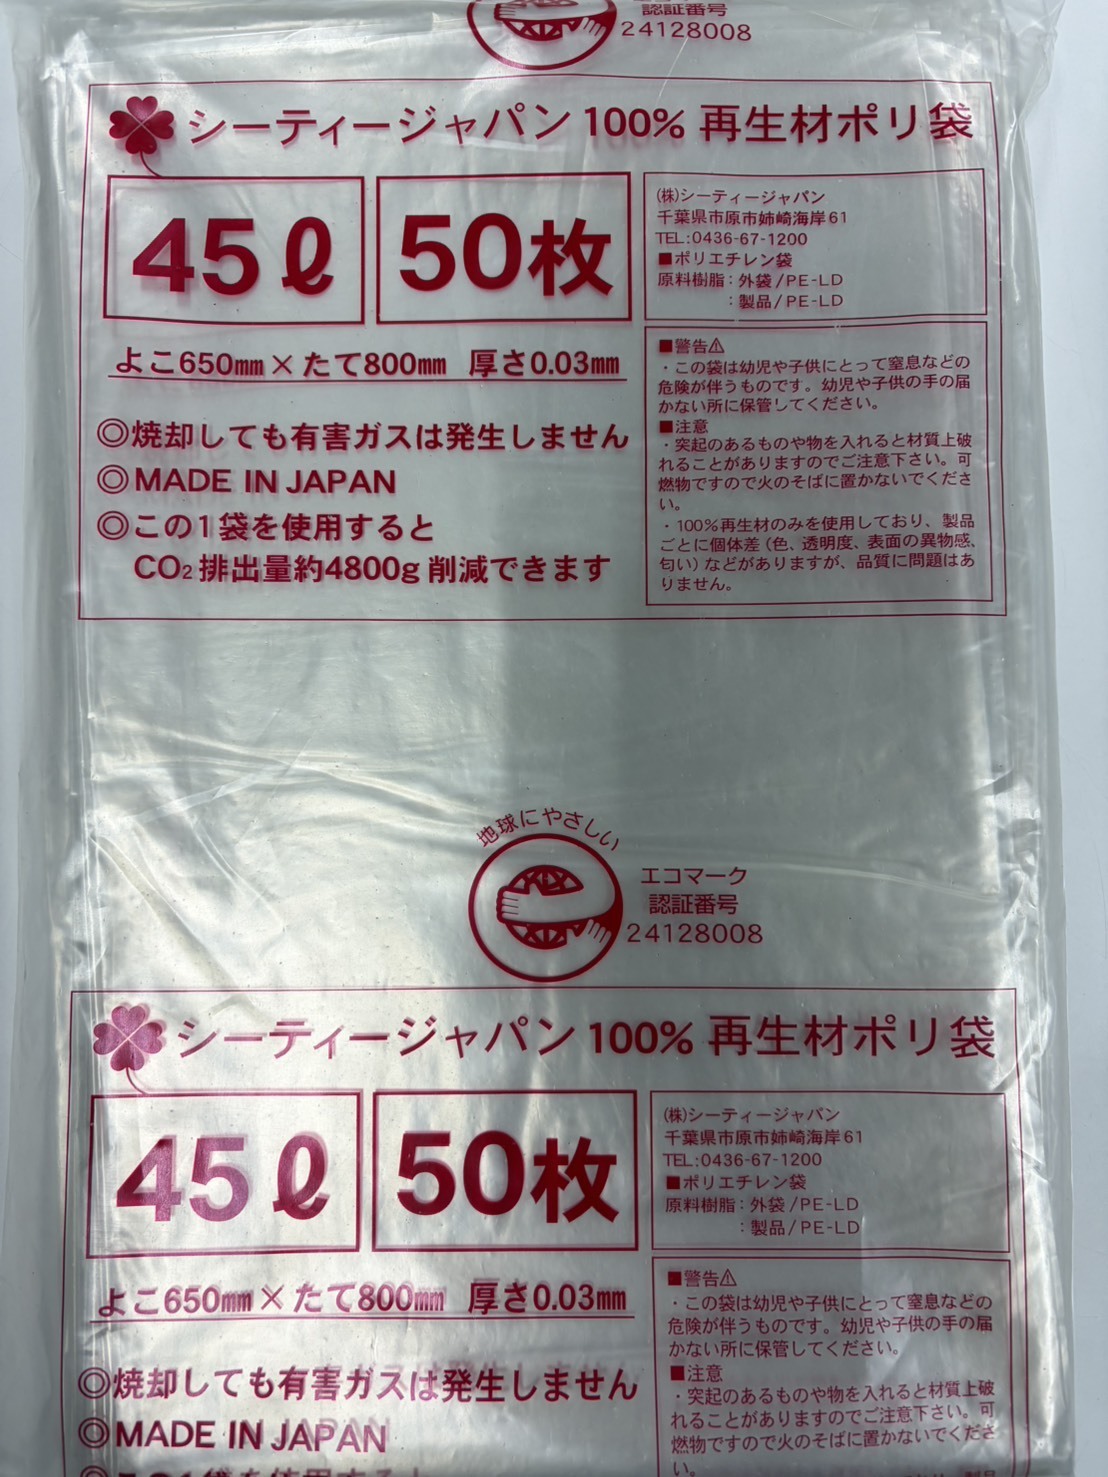 認証番号
24128008
シーティージャパン 100% 再生材ポリ袋
45ℓ
50枚
(株)シーティージャパン
千葉県市原市姉崎海岸61
TEL:0436-67-1200
■ポリエチレン袋
原料樹脂：外袋/PE-LD
：製品/PE-LD
よこ650mm×たて800mm 厚さ0.03mm
◎焼却しても有害ガスは発生しません
◎MADE IN JAPAN
◎この1袋を使用すると
CO₂排出量約4800g削減できます
■警告⚠
・この袋は幼児や子供にとって窒息などの
危険が伴うものです。幼児や子供の手の届
かない所に保管してください。
■注意
・突起のあるものや物を入れると材質上破
れることがありますのでご注意下さい。可
燃物ですので火のそばに置かないでくださ
い。
・100%再生材のみを使用しており、製品
ごとに個体差（色、透明度、表面の異物感、
匂い）などがありますが、品質に問題はあ
りません。
地球にやさしい
エコマーク
認証番号
24128008
シーティージャパン 100% 再生材ポリ袋
45ℓ
50枚
(株)シーティージャパン
千葉県市原市姉崎海岸61
TEL:0436-67-1200
■ポリエチレン袋
原料樹脂：外袋/PE-LD
：製品/PE-LD
よこ650mm×たて800mm 厚さ0.03mm
◎焼却しても有害ガスは発生しません
◎MADE IN JAPAN
◎この1袋を使用すると
■警告⚠
・この袋は幼児や子供にとって窒息などの
危険が伴うものです。幼児や子供の手の届
かない所に保管してください。
■注意
・突起のあるものや物を入れると材質上破
れることがありますのでご注意下さい。可
燃物ですので火のそばに置かないでくださ
い。